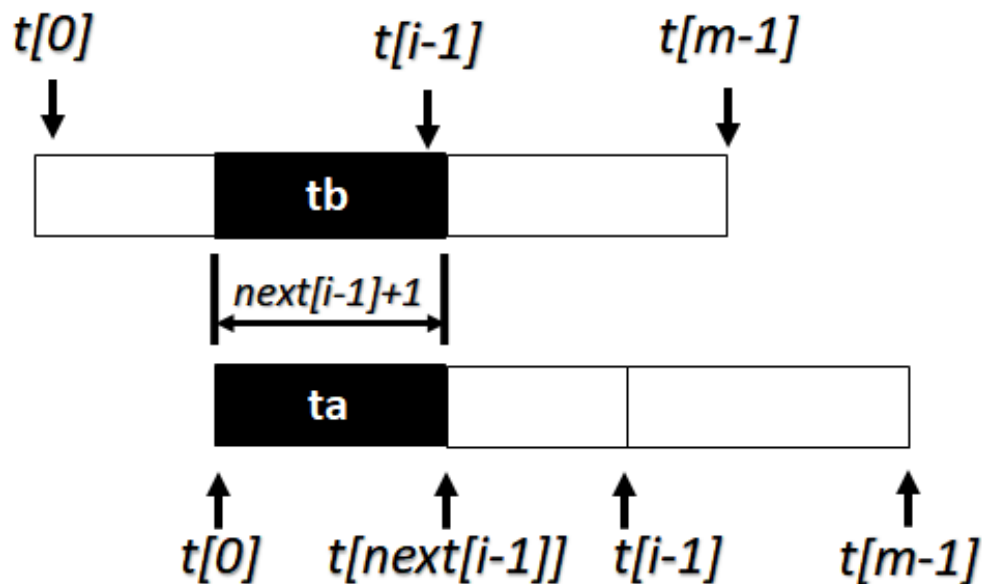 t[0] t[i-1] t[m-1]
tb
next[i-1]+1
ta
t[0] t[next[i-1]] t[i-1] t[m-1]